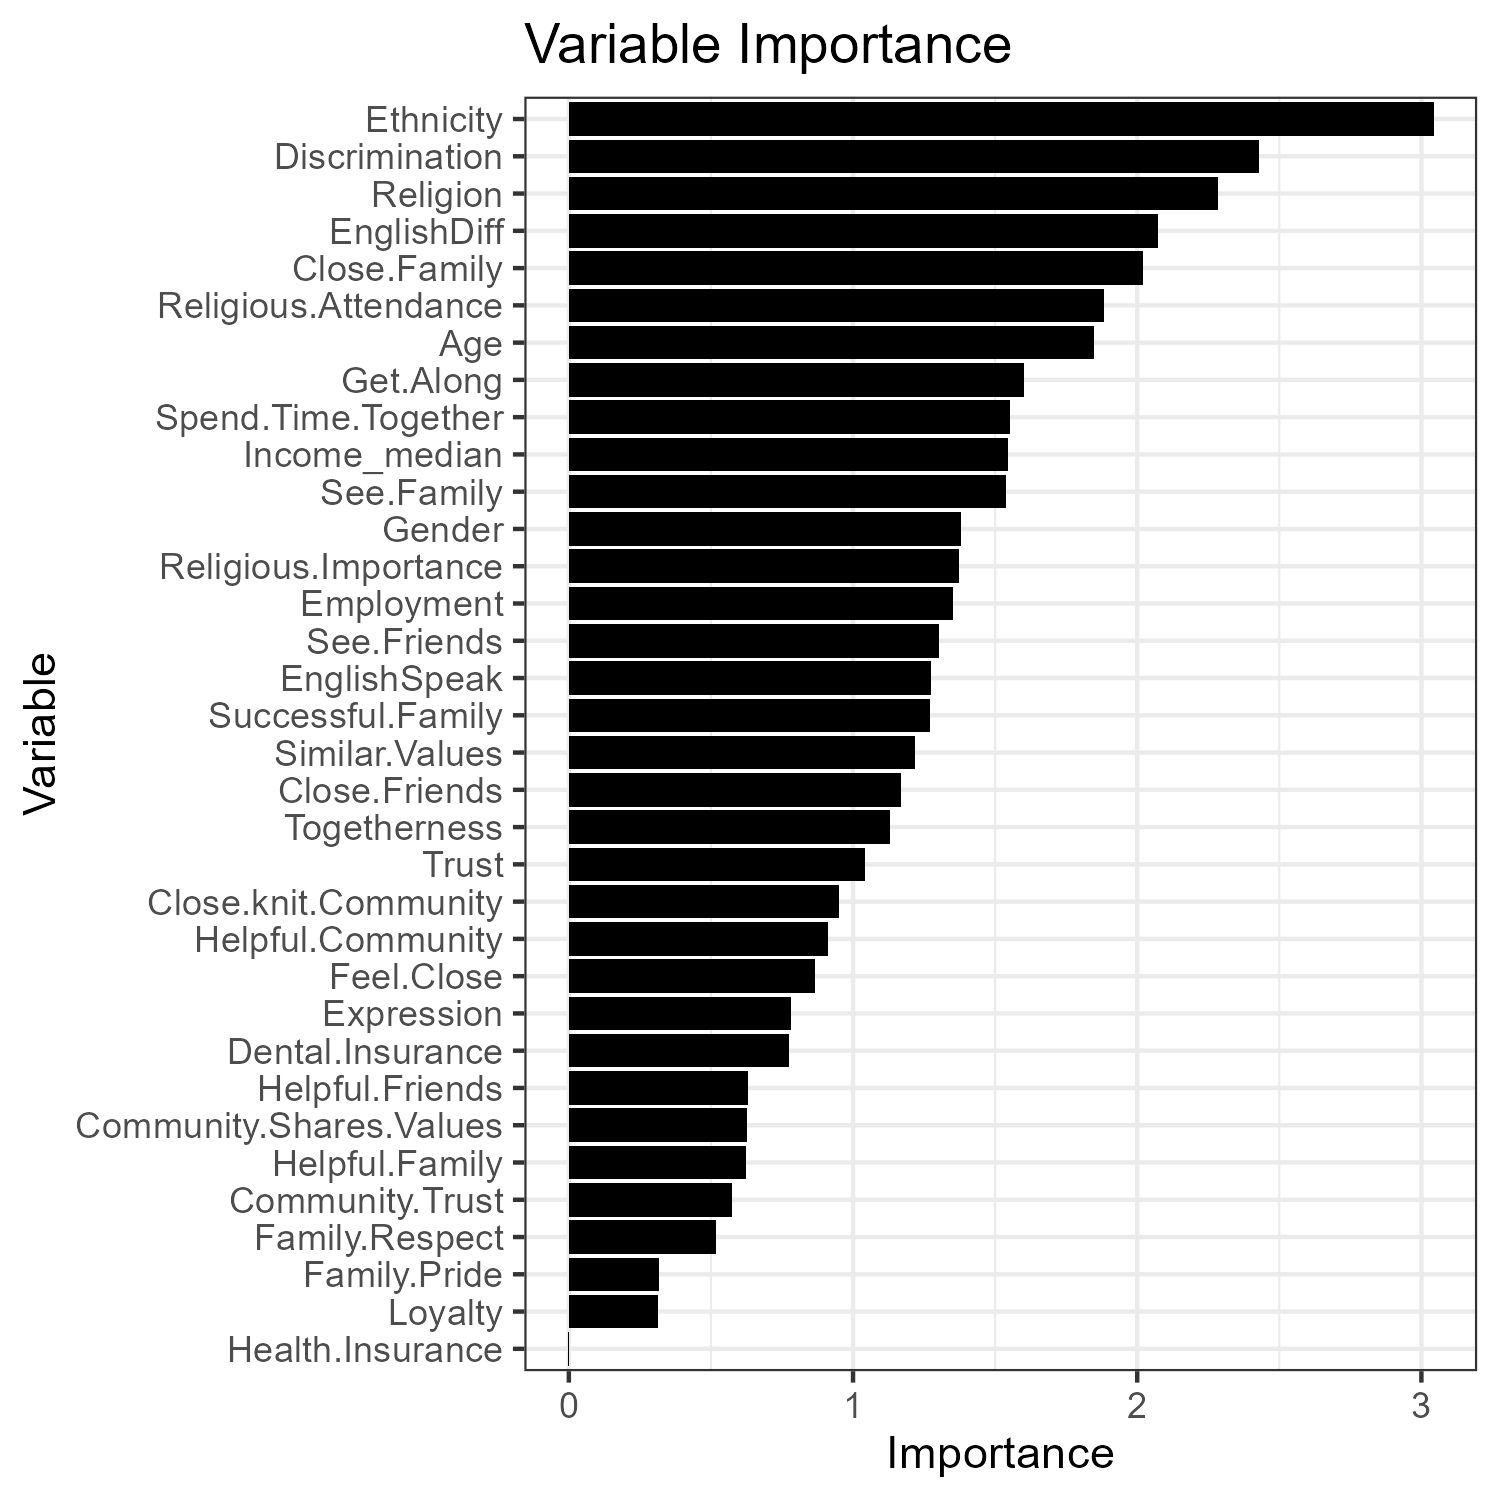 Variable Importance
Ethnicity
Discrimination
Religion
EnglishDiff
Close.Family
Religious.Attendance
Age
Get.Along
Spend.Time.Together
Income_median
See.Family
Gender
Religious.Importance
Employment
See.Friends
EnglishSpeak
Successful.Family
Similar.Values
Close.Friends
Togetherness
Trust
Close.knit.Community
Helpful.Community
Feel.Close
Expression
Dental.Insurance
Helpful.Friends
Community.Shares.Values
Helpful.Family
Community.Trust
Family.Respect
Family.Pride
Loyalty
Health.Insurance
Variable
0 1 2 3
Importance